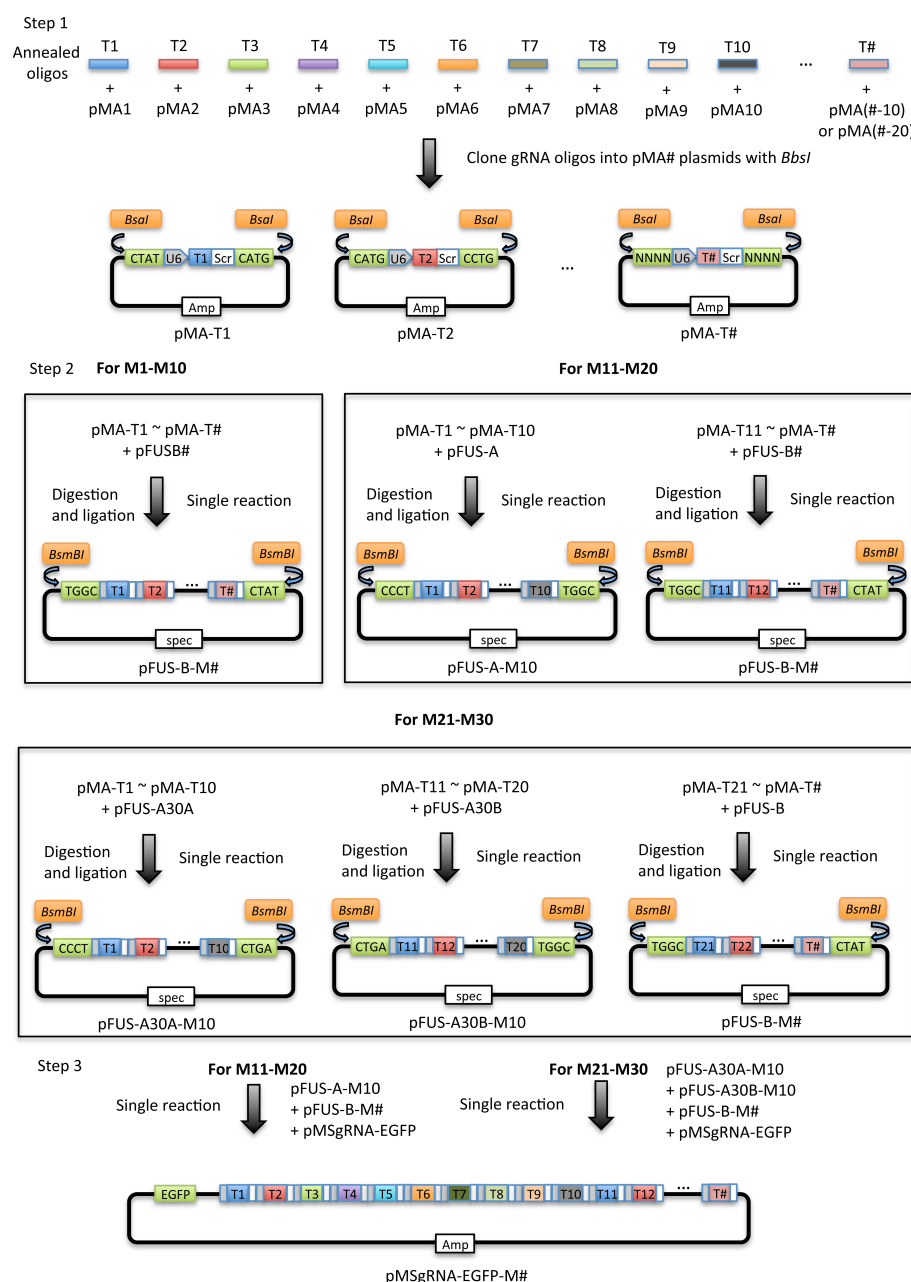 Step 1
Annealed oligos
T1 T2 T3 T4 T5 T6 T7 T8 T9 T10 ... T#
+ + + + + + + + + + +
pMA1 pMA2 pMA3 pMA4 pMA5 pMA6 pMA7 pMA8 pMA9 pMA10 pMA(#-10)
or pMA(#-20)
Clone gRNA oligos into pMA# plasmids with BbsI
BsaI BsaI BsaI BsaI BsaI BsaI
CTAT U6 T1 Scr CATG CATG U6 T2 Scr CCTG ... NNNN U6 T# Scr NNNN
Amp Amp Amp
pMA-T1 pMA-T2 pMA-T#
Step 2 For M1-M10 For M11-M20
pMA-T1 ~ pMA-T#
+ pFUSB#
Digestion
and ligation
Single reaction
BsmBI BsmBI
TGGC T1 T2 ... T# CTAT
spec
pFUS-B-M#
pMA-T1 ~ pMA-T10
+ pFUS-A
Digestion
and ligation
Single reaction
BsmBI BsmBI
CCCT T1 T2 ... T10 TGGC
spec
pFUS-A-M10
pMA-T11 ~ pMA-T#
+ pFUS-B#
Digestion
and ligation
Single reaction
BsmBI BsmBI
TGGC T11 T12 ... T# CTAT
spec
pFUS-B-M#
For M21-M30
pMA-T1 ~ pMA-T10
+ pFUS-A30A
Digestion
and ligation
Single reaction
BsmBI BsmBI
CCCT T1 T2 ... T10 CTGA
spec
pFUS-A30A-M10
pMA-T11 ~ pMA-T20
+ pFUS-A30B
Digestion
and ligation
Single reaction
BsmBI BsmBI
CTGA T11 T12 ... T20 TGGC
spec
pFUS-A30B-M10
pMA-T21 ~ pMA-T#
+ pFUS-B
Digestion
and ligation
Single reaction
BsmBI BsmBI
TGGC T21 T22 ... T# CTAT
spec
pFUS-B-M#
Step 3
For M11-M20
Single reaction
pFUS-A-M10
+ pFUS-B-M#
+ pMSgRNA-EGFP
For M21-M30
Single reaction
pFUS-A30A-M10
+ pFUS-A30B-M10
+ pFUS-B-M#
+ pMSgRNA-EGFP
EGFP T1 T2 T3 T4 T5 T6 T7 T8 T9 T10 T11 T12 ... T#
Amp
pMSgRNA-EGFP-M#